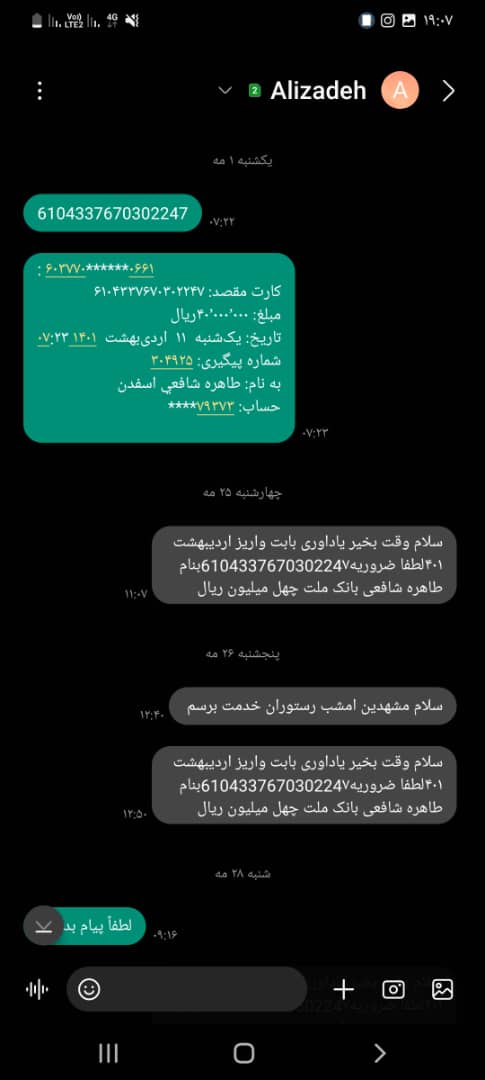 ۱۹:۰۷
4G
Vo))
LTE2
2
Alizadeh
A
یکشنبه ۱ مه
6104337670302247
۰۷:۲۲
۶۰۳۷۷۰******۰۶۶۱ :
کارت مقصد: ۶۱۰۴۳۳۷۶۷۰۳۰۲۲۴۷
مبلغ: ۴۰٬۰۰۰٬۰۰۰ریال
تاریخ: یک‌شنبه ۱۱ اردی‌بهشت ۱۴۰۱ ۰۷:۲۳
شماره پیگیری: ۳۰۴۹۲۵
به نام: طاهره شافعي اسفدن
حساب: ۷۹۳۷۳****
۰۷:۲۳
چهارشنبه ۲۵ مه
سلام وقت بخیر یاداوری بابت واریز اردیبهشت
۴۰۱لطفا ضروریه610433767030224۷بنام
طاهره شافعی بانک ملت چهل میلیون ریال
۱۱:۰۷
پنجشنبه ۲۶ مه
سلام مشهدین امشب رستوران خدمت برسم
۱۲:۴۰
سلام وقت بخیر یاداوری بابت واریز اردیبهشت
۴۰۱لطفا ضروریه610433767030224۷بنام
طاهره شافعی بانک ملت چهل میلیون ریال
۱۲:۵۰
شنبه ۲۸ مه
لطفاً پیام بد
۰۹:۱۶